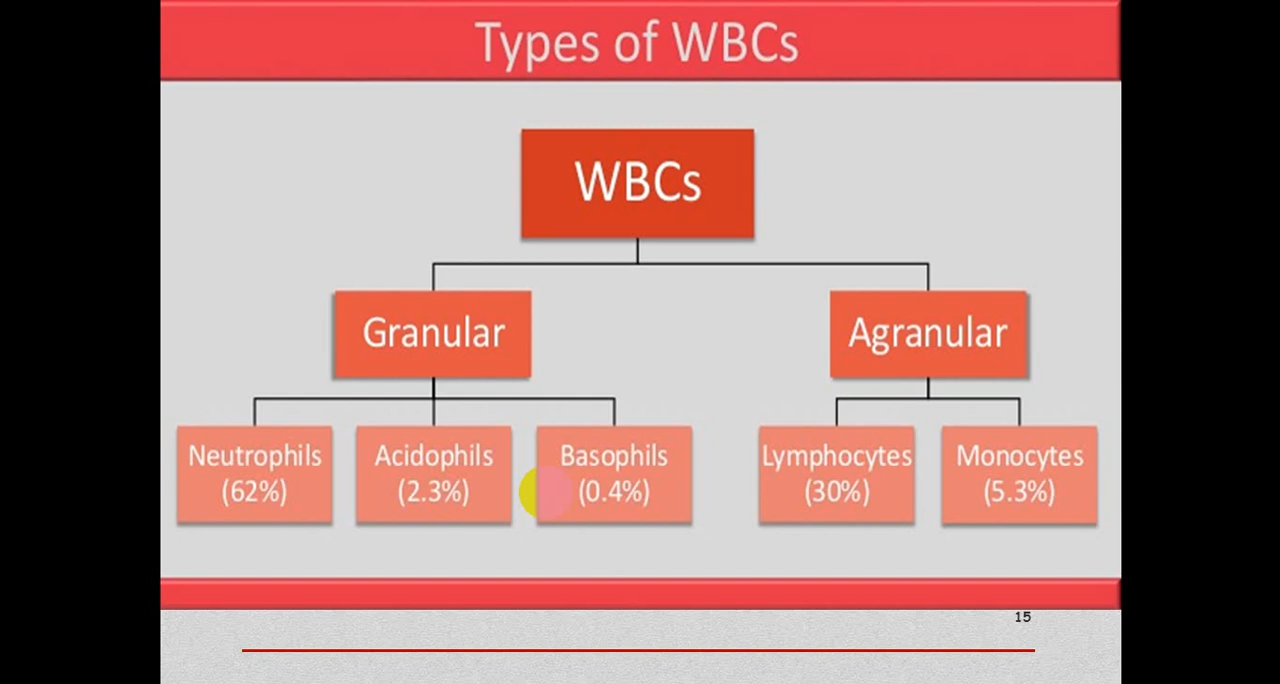 Types of WBCs
WBCs
Granular
Agranular
Neutrophils
(62%)
Acidophils
(2.3%)
Basophils
(0.4%)
Lymphocytes
(30%)
Monocytes
(5.3%)
15